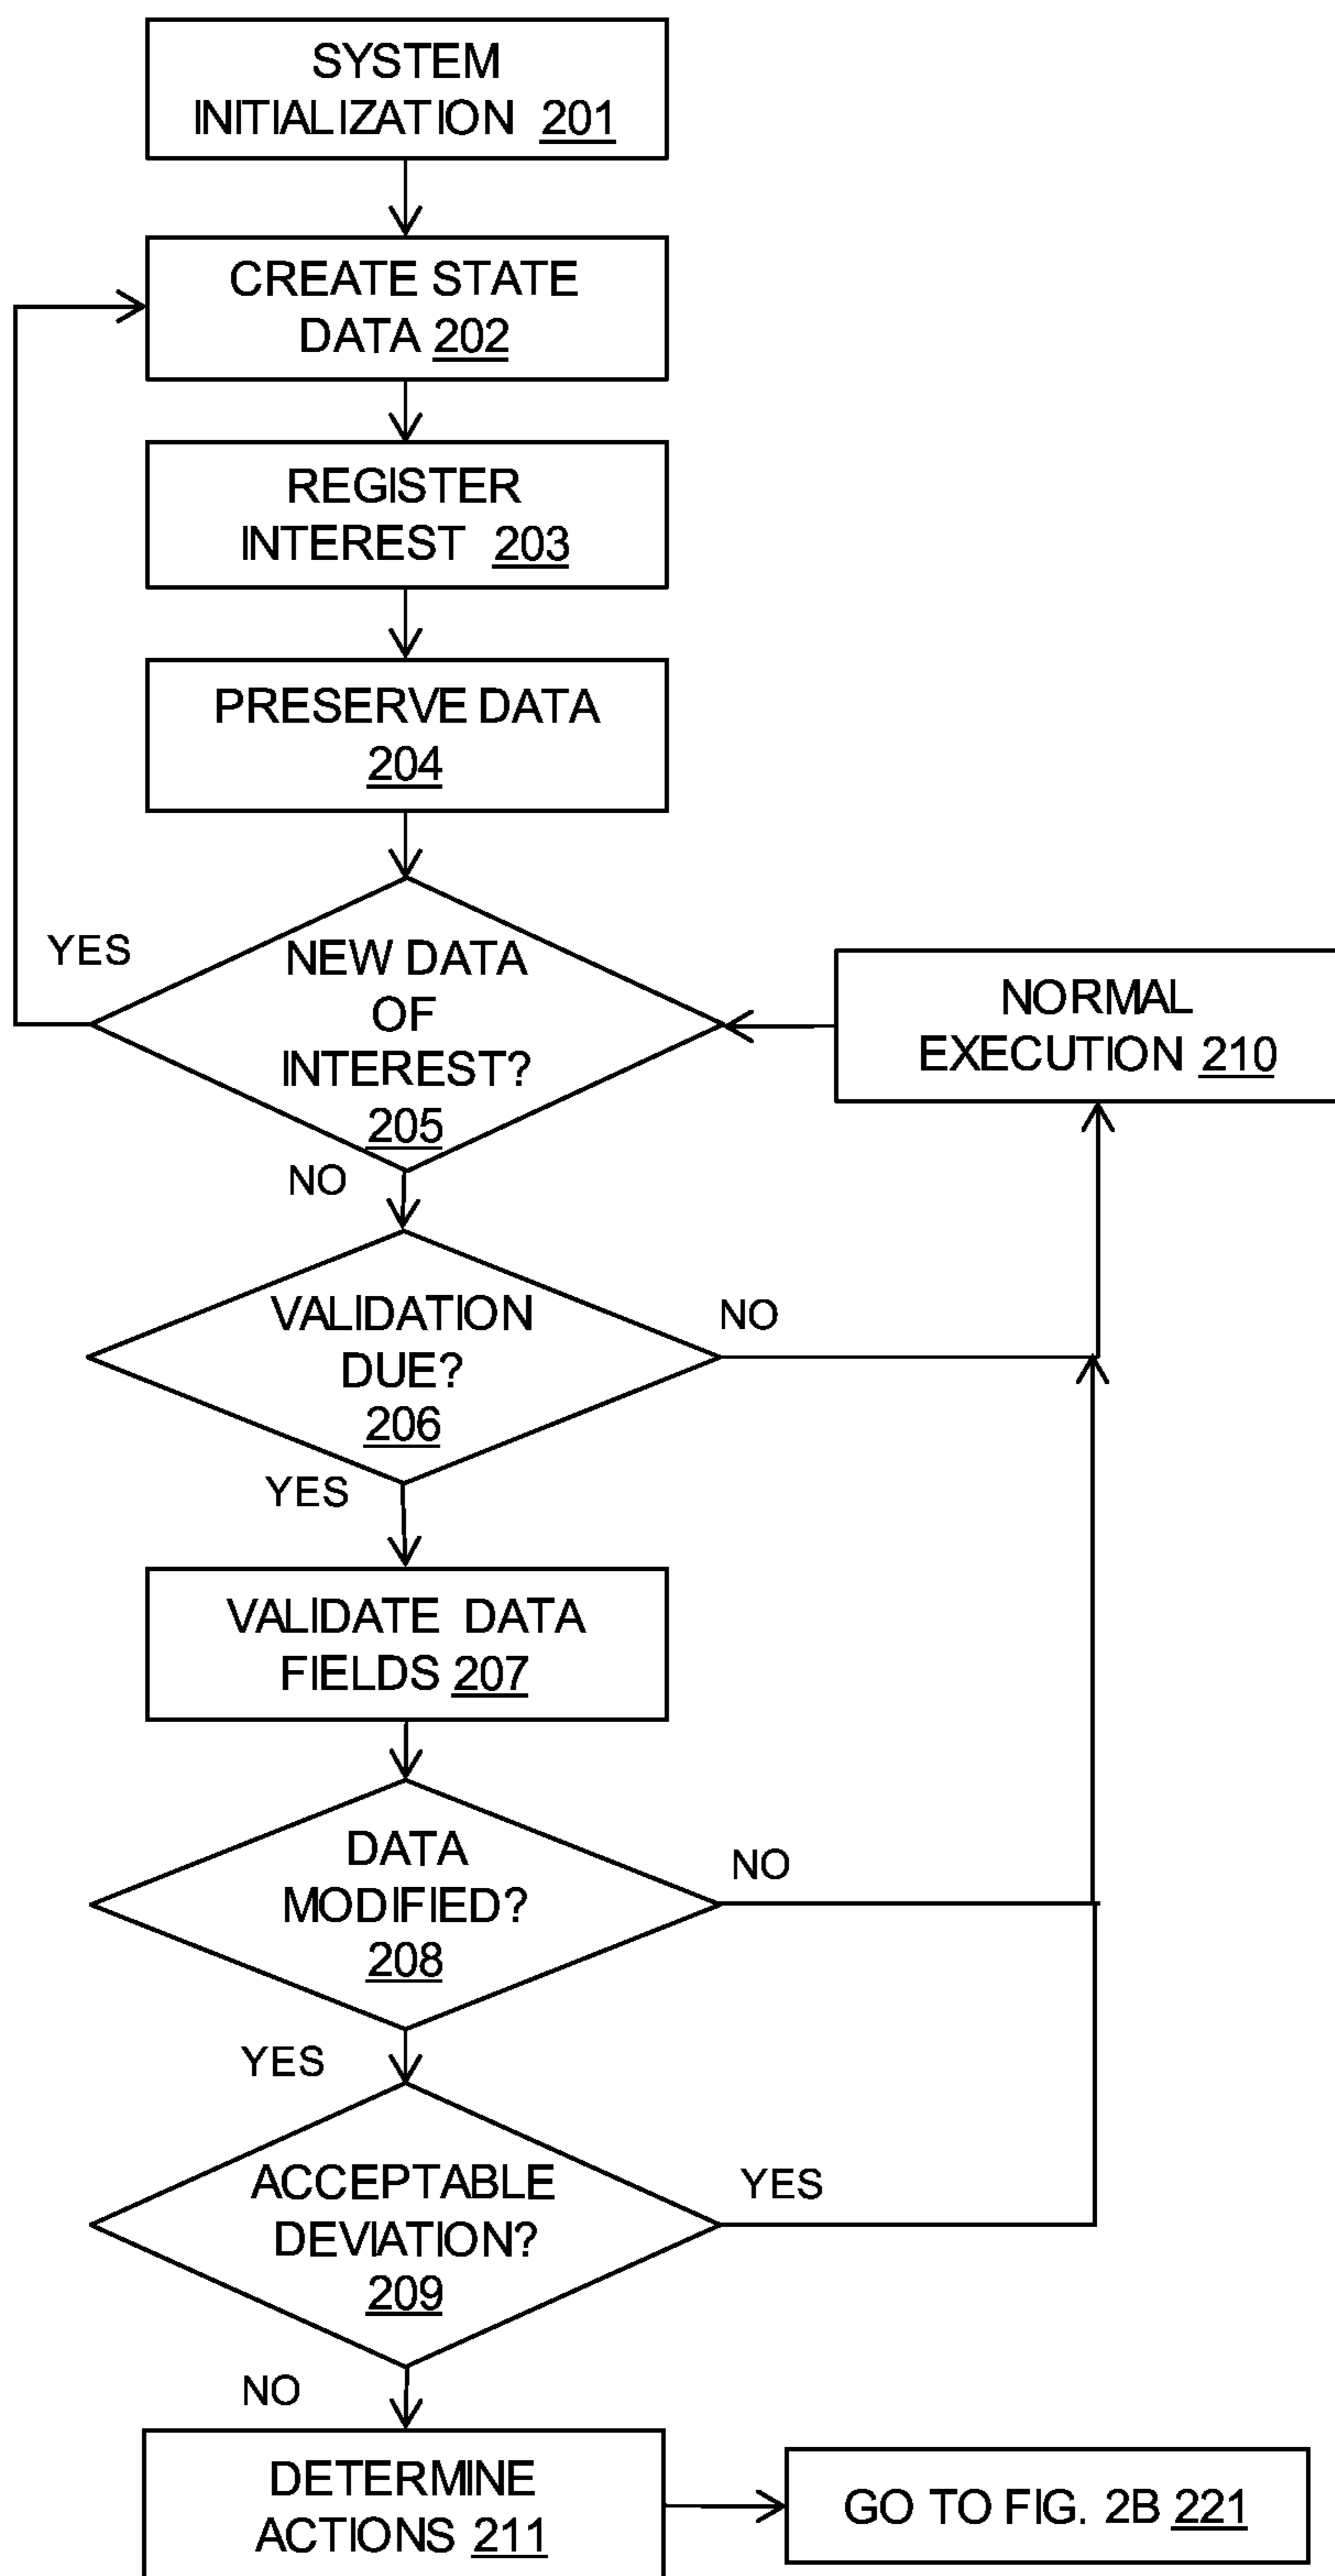 SYSTEM
INITIALIZATION 201
CREATE STATE
DATA 202
REGISTER
INTEREST 203
PRESERVE DATA
204
YES
NEW DATA
OF
INTEREST?
205
NORMAL
EXECUTION 210
NO
VALIDATION
DUE?
206
NO
YES
VALIDATE DATA
FIELDS 207
DATA
MODIFIED?
208
NO
YES
ACCEPTABLE
DEVIATION?
209
YES
NO
DETERMINE
ACTIONS 211
GO TO FIG. 2B 221